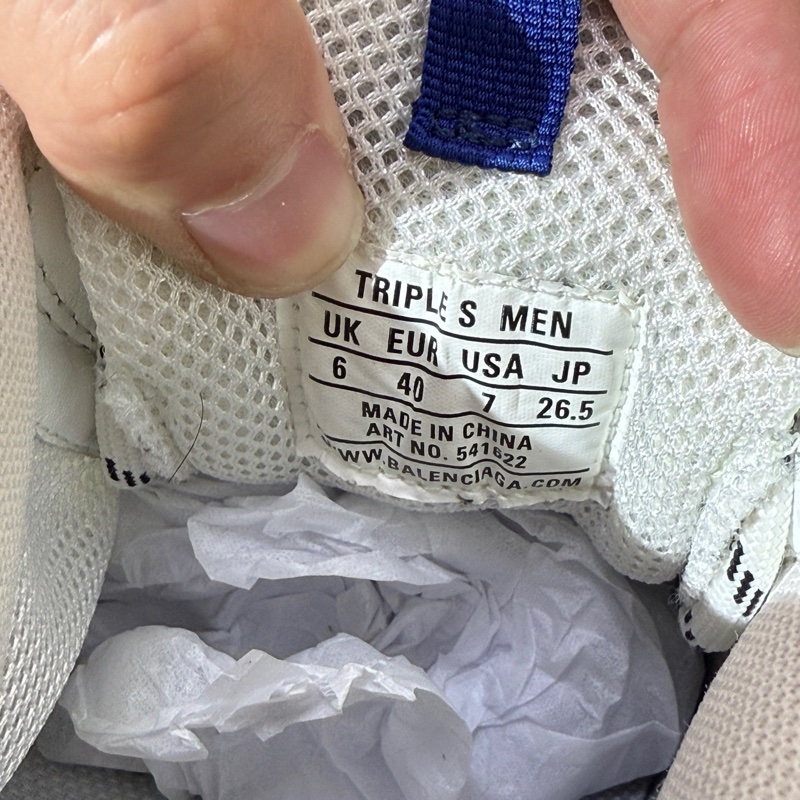 TRIPLE S MEN
UK EUR USA JP
6 40 7 26.5
MADE IN CHINA
ART NO. 541622
WWW.BALENCIAGA.COM